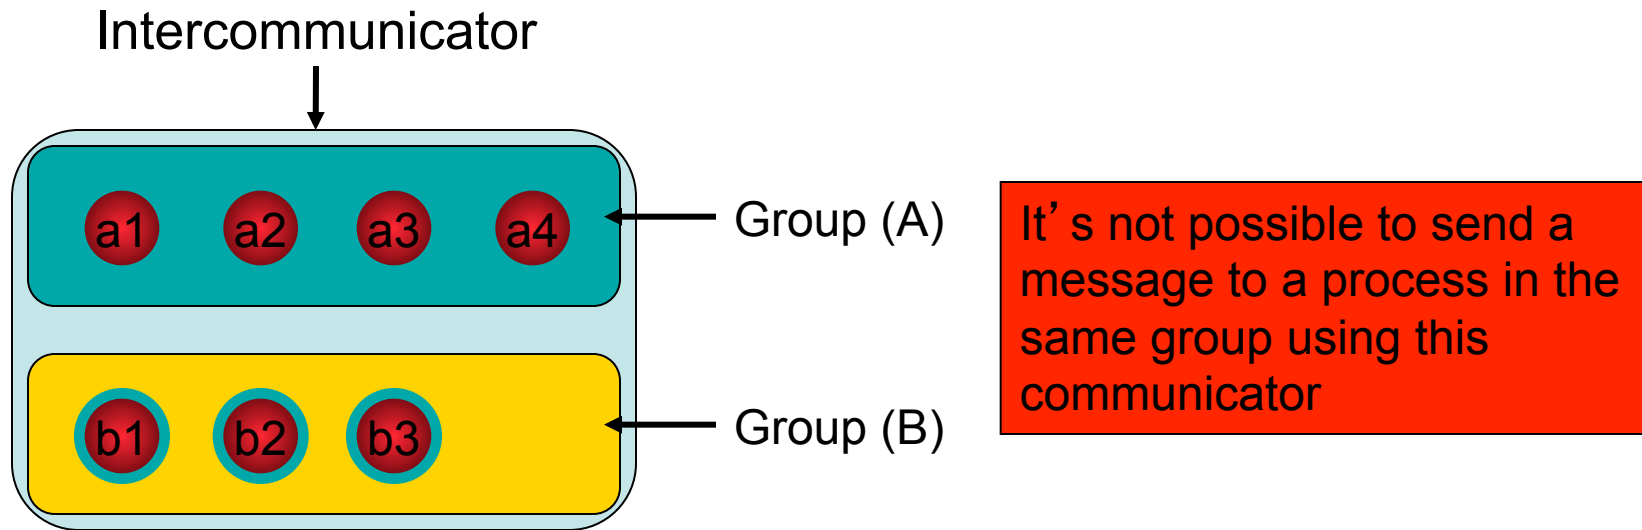 Intercommunicator
a1 a2 a3 a4
Group (A)
b1 b2 b3
Group (B)
It’s not possible to send a
message to a process in the
same group using this
communicator